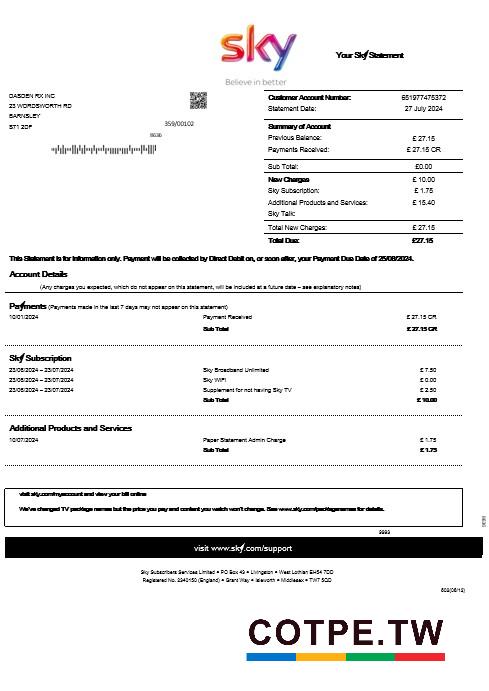 sky
Your Sky Statement
Believe in better
DASDEN RX INC
23 WORDSWORTH RD
BARNSLEY
S71 2DF
359/00102
8636
Customer Account Number: 651977475372
Statement Date: 27 July 2024
Summary of Account
Previous Balance: £ 27.15
Payments Received: £ 27.15 CR
Sub Total: £0.00
New Charges £ 10.00
Sky Subscription: £ 1.75
Additional Products and Services: £ 15.40
Sky Talk:
Total New Charges: £ 27.15
Total Due: £27.15
This Statement is for information only. Payment will be collected by Direct Debit on, or soon after, your Payment Due Date of 25/08/2024.
Account Details
(Any charges you expected, which do not appear on this statement, will be included at a future date – see explanatory notes)
Payments (Payments made in the last 7 days may not appear on this statement)
10/01/2024 Payment Received £ 27.15 CR
Sub Total £ 27.15 CR
Sky Subscription
23/06/2024 – 23/07/2024 Sky Broadband Unlimited £ 7.50
23/06/2024 – 23/07/2024 Sky WIFI £ 0.00
23/06/2024 – 23/07/2024 Supplement for not having Sky TV £ 2.50
Sub Total £ 10.00
Additional Products and Services
10/07/2024 Paper Statement Admin Charge £ 1.75
Sub Total £ 1.75
visit sky.com/myaccount and view your bill online
We've changed TV package names but the price you pay and content you watch won't change. See www.sky.com/packagenames for details.
visit www.sky.com/support
Sky Subscribers Services Limited • PO Box 43 • Livingston • West Lothian EH54 7DD
Registered No. 2340150 (England) • Grant Way • Isleworth • Middlesex • TW7 5QD
COTPE.TW